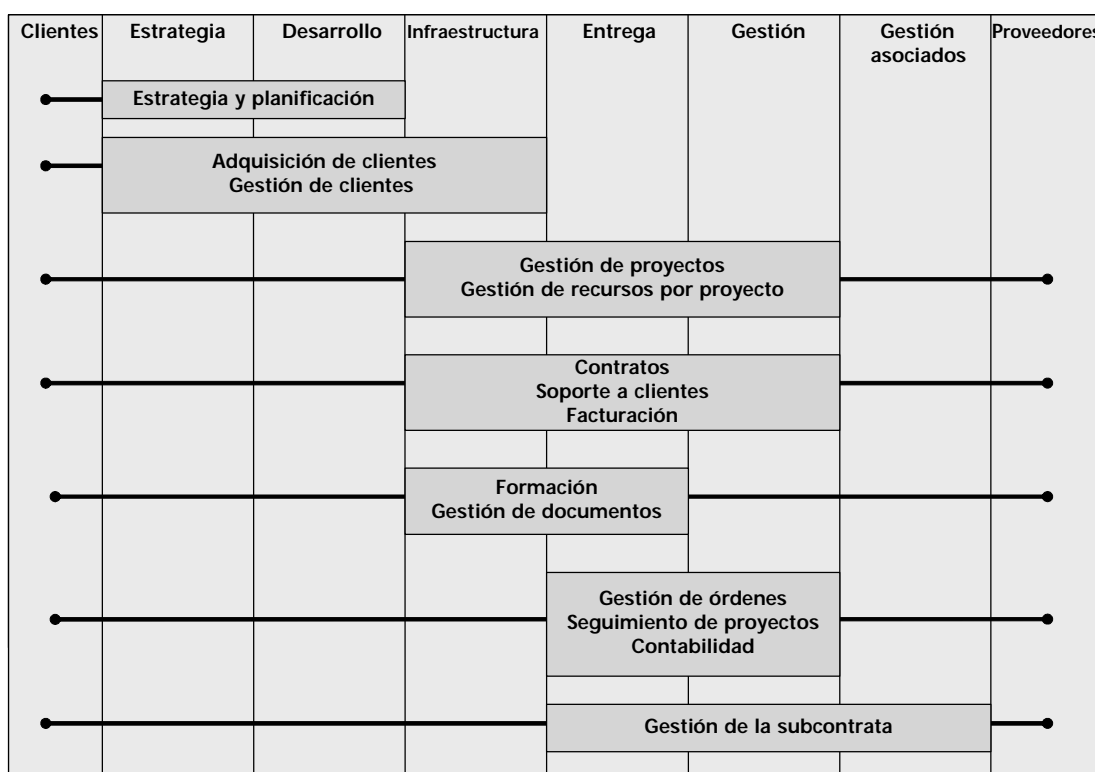 Clientes
Estrategia
Desarrollo
Infraestructura
Entrega
Gestión
Gestión
asociados
Proveedores
Estrategia y planificación
Adquisición de clientes
Gestión de clientes
Gestión de proyectos
Gestión de recursos por proyecto
Contratos
Soporte a clientes
Facturación
Formación
Gestión de documentos
Gestión de órdenes
Seguimiento de proyectos
Contabilidad
Gestión de la subcontrata